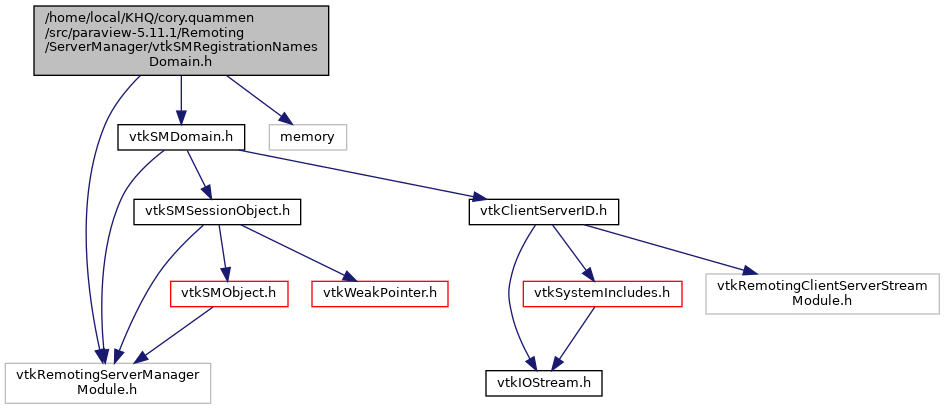 /home/local/KHQ/cory.quammen
/src/paraview-5.11.1/Remoting
/ServerManager/vtkSMRegistrationNames
Domain.h
vtkSMDomain.h
memory
vtkSMSessionObject.h
vtkClientServerID.h
vtkSMObject.h
vtkWeakPointer.h
vtkSystemIncludes.h
vtkRemotingClientServerStream
Module.h
vtkRemotingServerManager
Module.h
vtkIOStream.h